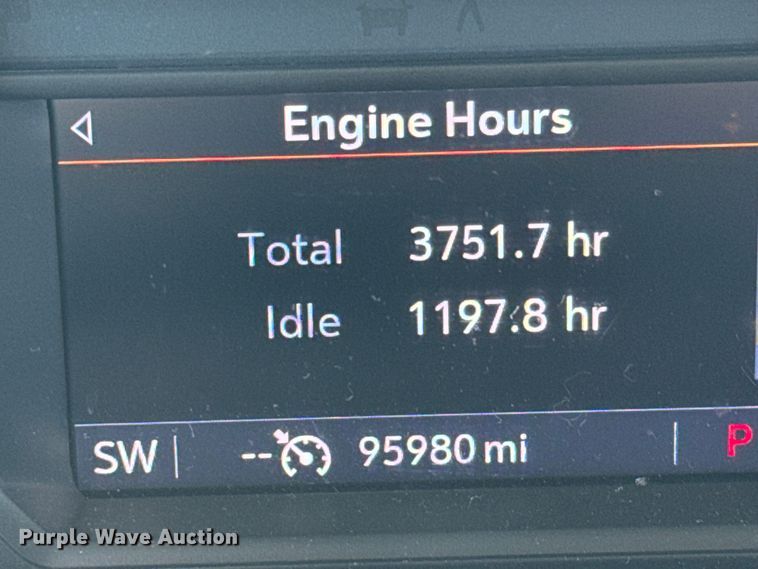 Engine Hours
Total 3751.7 hr
Idle 1197.8 hr
SW -- 95980 mi P
Purple Wave Auction